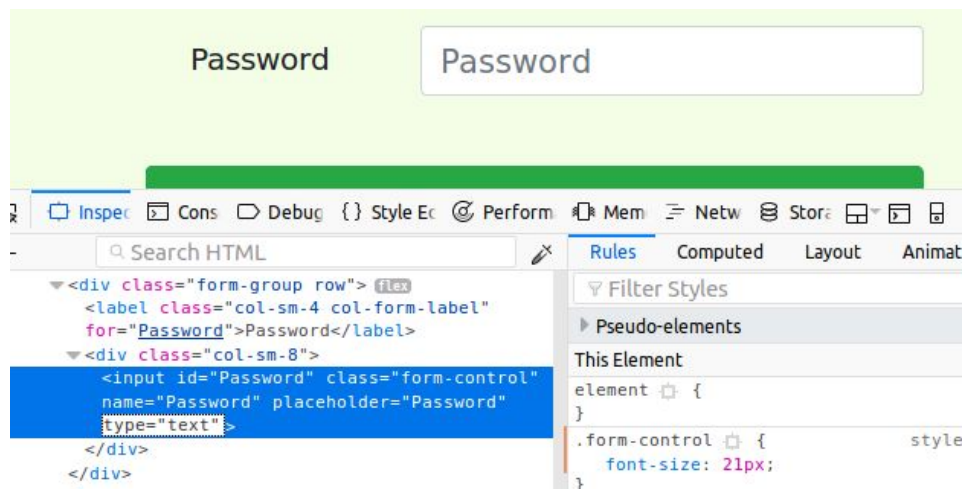 Password Password
Inspec Cons Debug {} Style Ec Perform Mem Netw Stora
Search HTML Rules Computed Layout Animat
<div class="form-group row"> flex
<label class="col-sm-4 col-form-label"
for="Password">Password</label>
<div class="col-sm-8">
<input id="Password" class="form-control"
name="Password" placeholder="Password"
type="text">
</div>
</div>
Filter Styles
Pseudo-elements
This Element
element {
}
.form-control { style
font-size: 21px;
}